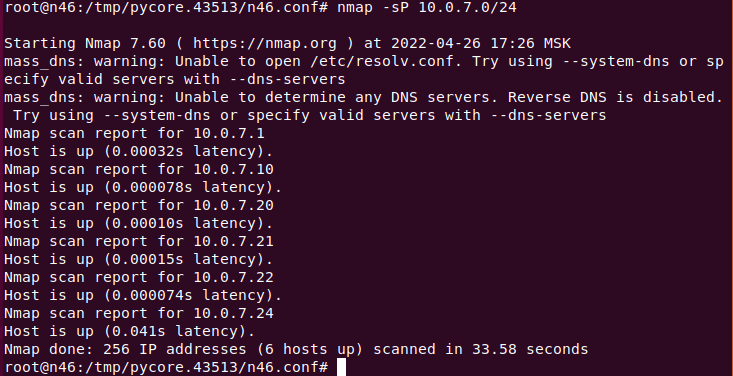 root@n46:/tmp/pycore.43513/n46.conf# nmap -sP 10.0.7.0/24
Starting Nmap 7.60 ( https://nmap.org ) at 2022-04-26 17:26 MSK
mass_dns: warning: Unable to open /etc/resolv.conf. Try using --system-dns or sp
ecify valid servers with --dns-servers
mass_dns: warning: Unable to determine any DNS servers. Reverse DNS is disabled.
 Try using --system-dns or specify valid servers with --dns-servers
Nmap scan report for 10.0.7.1
Host is up (0.00032s latency).
Nmap scan report for 10.0.7.10
Host is up (0.000078s latency).
Nmap scan report for 10.0.7.20
Host is up (0.00010s latency).
Nmap scan report for 10.0.7.21
Host is up (0.00015s latency).
Nmap scan report for 10.0.7.22
Host is up (0.000074s latency).
Nmap scan report for 10.0.7.24
Host is up (0.041s latency).
Nmap done: 256 IP addresses (6 hosts up) scanned in 33.58 seconds
root@n46:/tmp/pycore.43513/n46.conf#